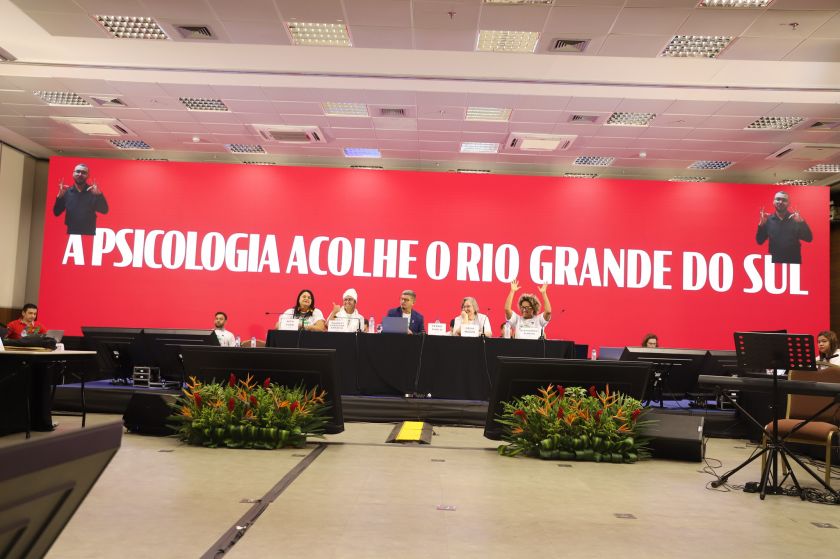 A PSICOLOGIA ACOLHE O RIO GRANDE DO SUL